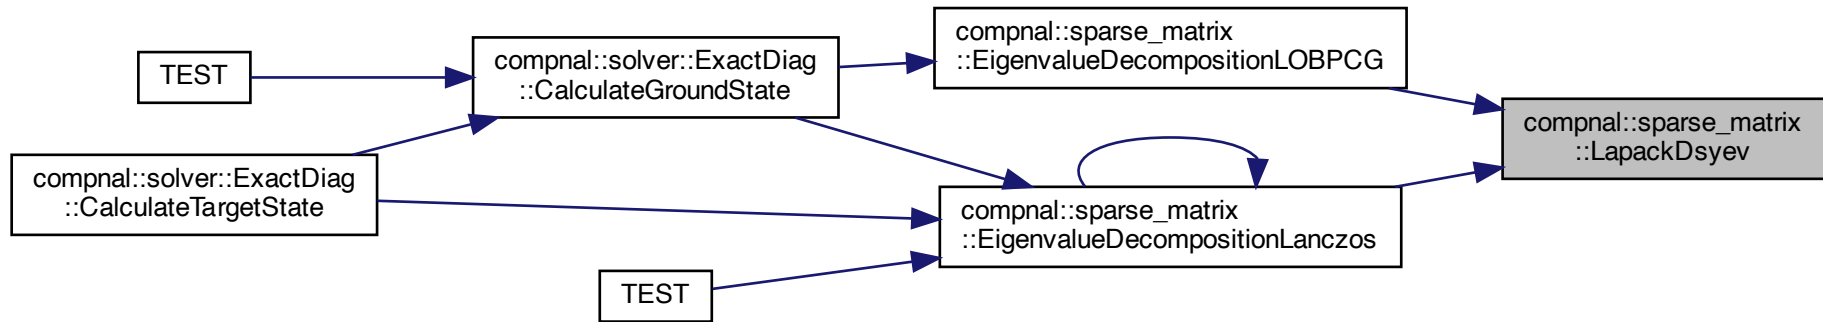 TEST
compnal::solver::ExactDiag
::CalculateGroundState
compnal::sparse_matrix
::EigenvalueDecompositionLOBPCG
compnal::sparse_matrix
::LapackDsyev
compnal::solver::ExactDiag
::CalculateTargetState
compnal::sparse_matrix
::EigenvalueDecompositionLanczos
TEST